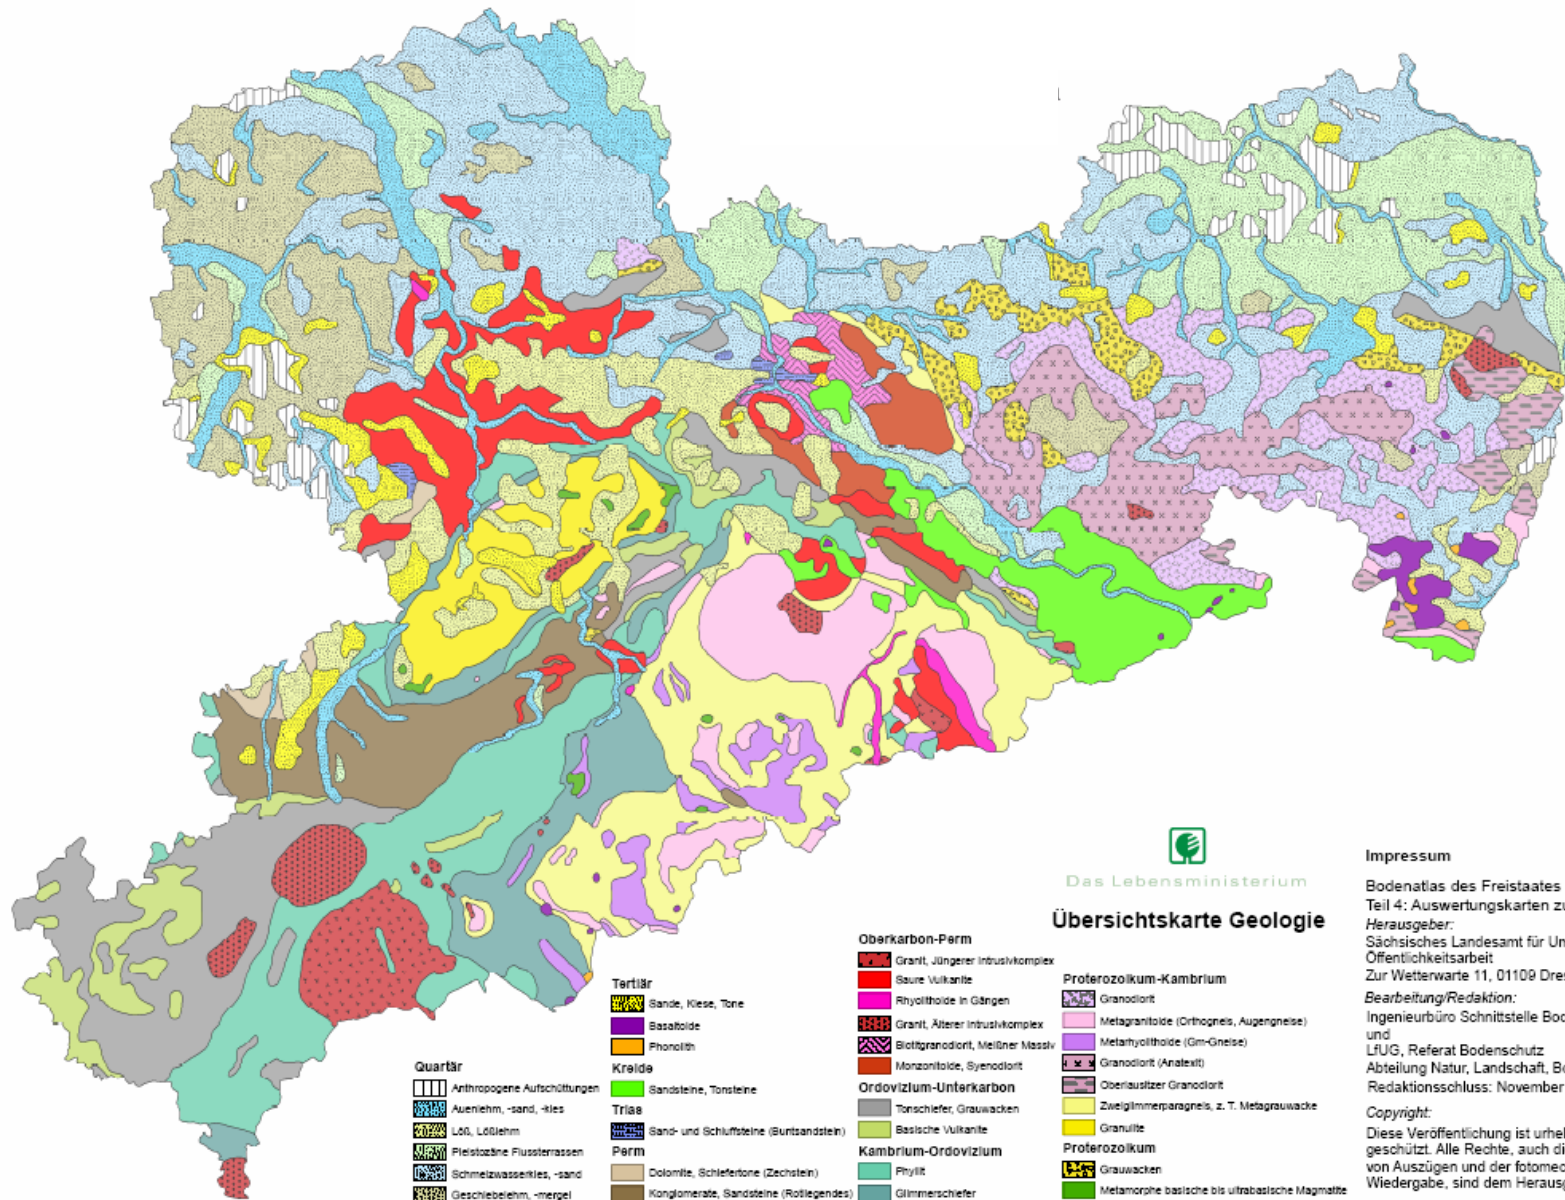 Das Lebensministerium
Übersichtskarte Geologie
Quartär
Anthropogene Aufschüttungen
Auenlehm, -sand, -kies
Löß, Lößlehm
Pleistozäne Flussterrassen
Schmelzwasserkies, -sand
Geschiebelehm, -mergel
Tertiär
Sande, Kiese, Tone
Basaltoide
Phonolith
Kreide
Sandsteine, Tonsteine
Trias
Sand- und Schluffsteine (Buntsandstein)
Perm
Dolomite, Schiefertone (Zechstein)
Konglomerate, Sandsteine (Rotliegendes)
Oberkarbon-Perm
Granit, Jüngerer Intrusivkomplex
Saure Vulkanite
Rhyolithoide in Gängen
Granit, Älterer Intrusivkomplex
Biotitgranodiorit, Meißner Massiv
Monzonitoide, Syenodiorit
Ordovizium-Unterkarbon
Tonschiefer, Grauwacken
Basische Vulkanite
Kambrium-Ordovizium
Phyllit
Glimmerschiefer
Proterozoikum-Kambrium
Granodiorit
Metagranitoide (Orthogneis, Augengneise)
Metarhyolithoide (Gm-Gneise)
Granodiorit (Anatexit)
Oberlausitzer Granodiorit
Zweiglimmerparagneis, z. T. Metagrauwacke
Granulite
Proterozoikum
Grauwacken
Metamorphe basische bis ultrabasische Magmatite
Impressum
Bodenatlas des Freistaates
Teil 4: Auswertungskarten zu
Herausgeber:
Sächsisches Landesamt für Um
Öffentlichkeitsarbeit
Zur Wetterwarte 11, 01109 Dres
Bearbeitung/Redaktion:
Ingenieurbüro Schnittstelle Bod
und
LfUG, Referat Bodenschutz
Abteilung Natur, Landschaft, Bo
Redaktionsschluss: November
Copyright:
Diese Veröffentlichung ist urhe
geschützt. Alle Rechte, auch di
von Auszügen und der fotomec
Wiedergabe, sind dem Heraus